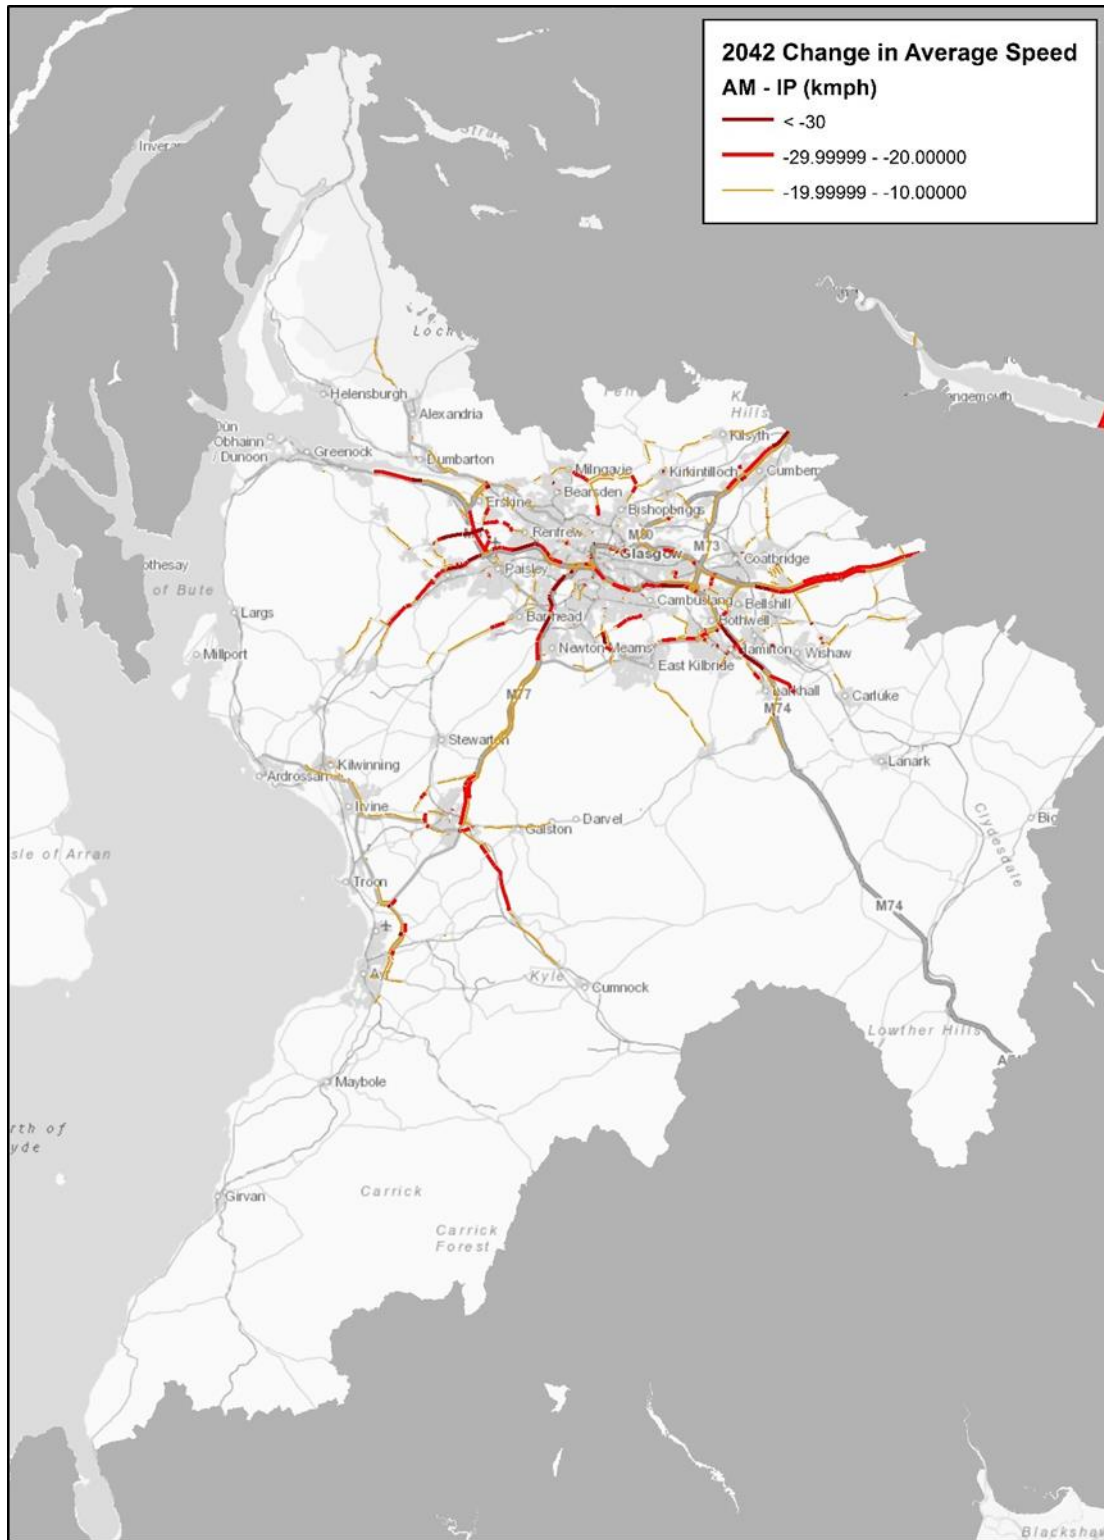 2042 Change in Average Speed
AM - IP (kmph)
< -30
-29.99999 - -20.00000
-19.99999 - -10.00000
Helensburgh
Alexandria
Greenock
/ Dunoon
Dumbarton
Milngavie
Kilsyth
Kirkintilloch
Hills
Bearsden
Erskine
Bishopbriggs
Renfrew
M80
M73
Glasgow
Coatbridge
Paisley
of Bute
Cambuslang
Bellshill
Largs
Barrhead
Bothwell
Millport
Newton Mearns
Hamilton
Wishaw
East Kilbride
M77
M74
Carluke
Stewarton
Lanark
Kilwinning
Ardrossan
Irvine
Galston
Darvel
Clydesdale
Troon
M74
Kyle
Cumnock
Lowther Hills
Maybole
Girvan
Carrick
Carrick
Forest